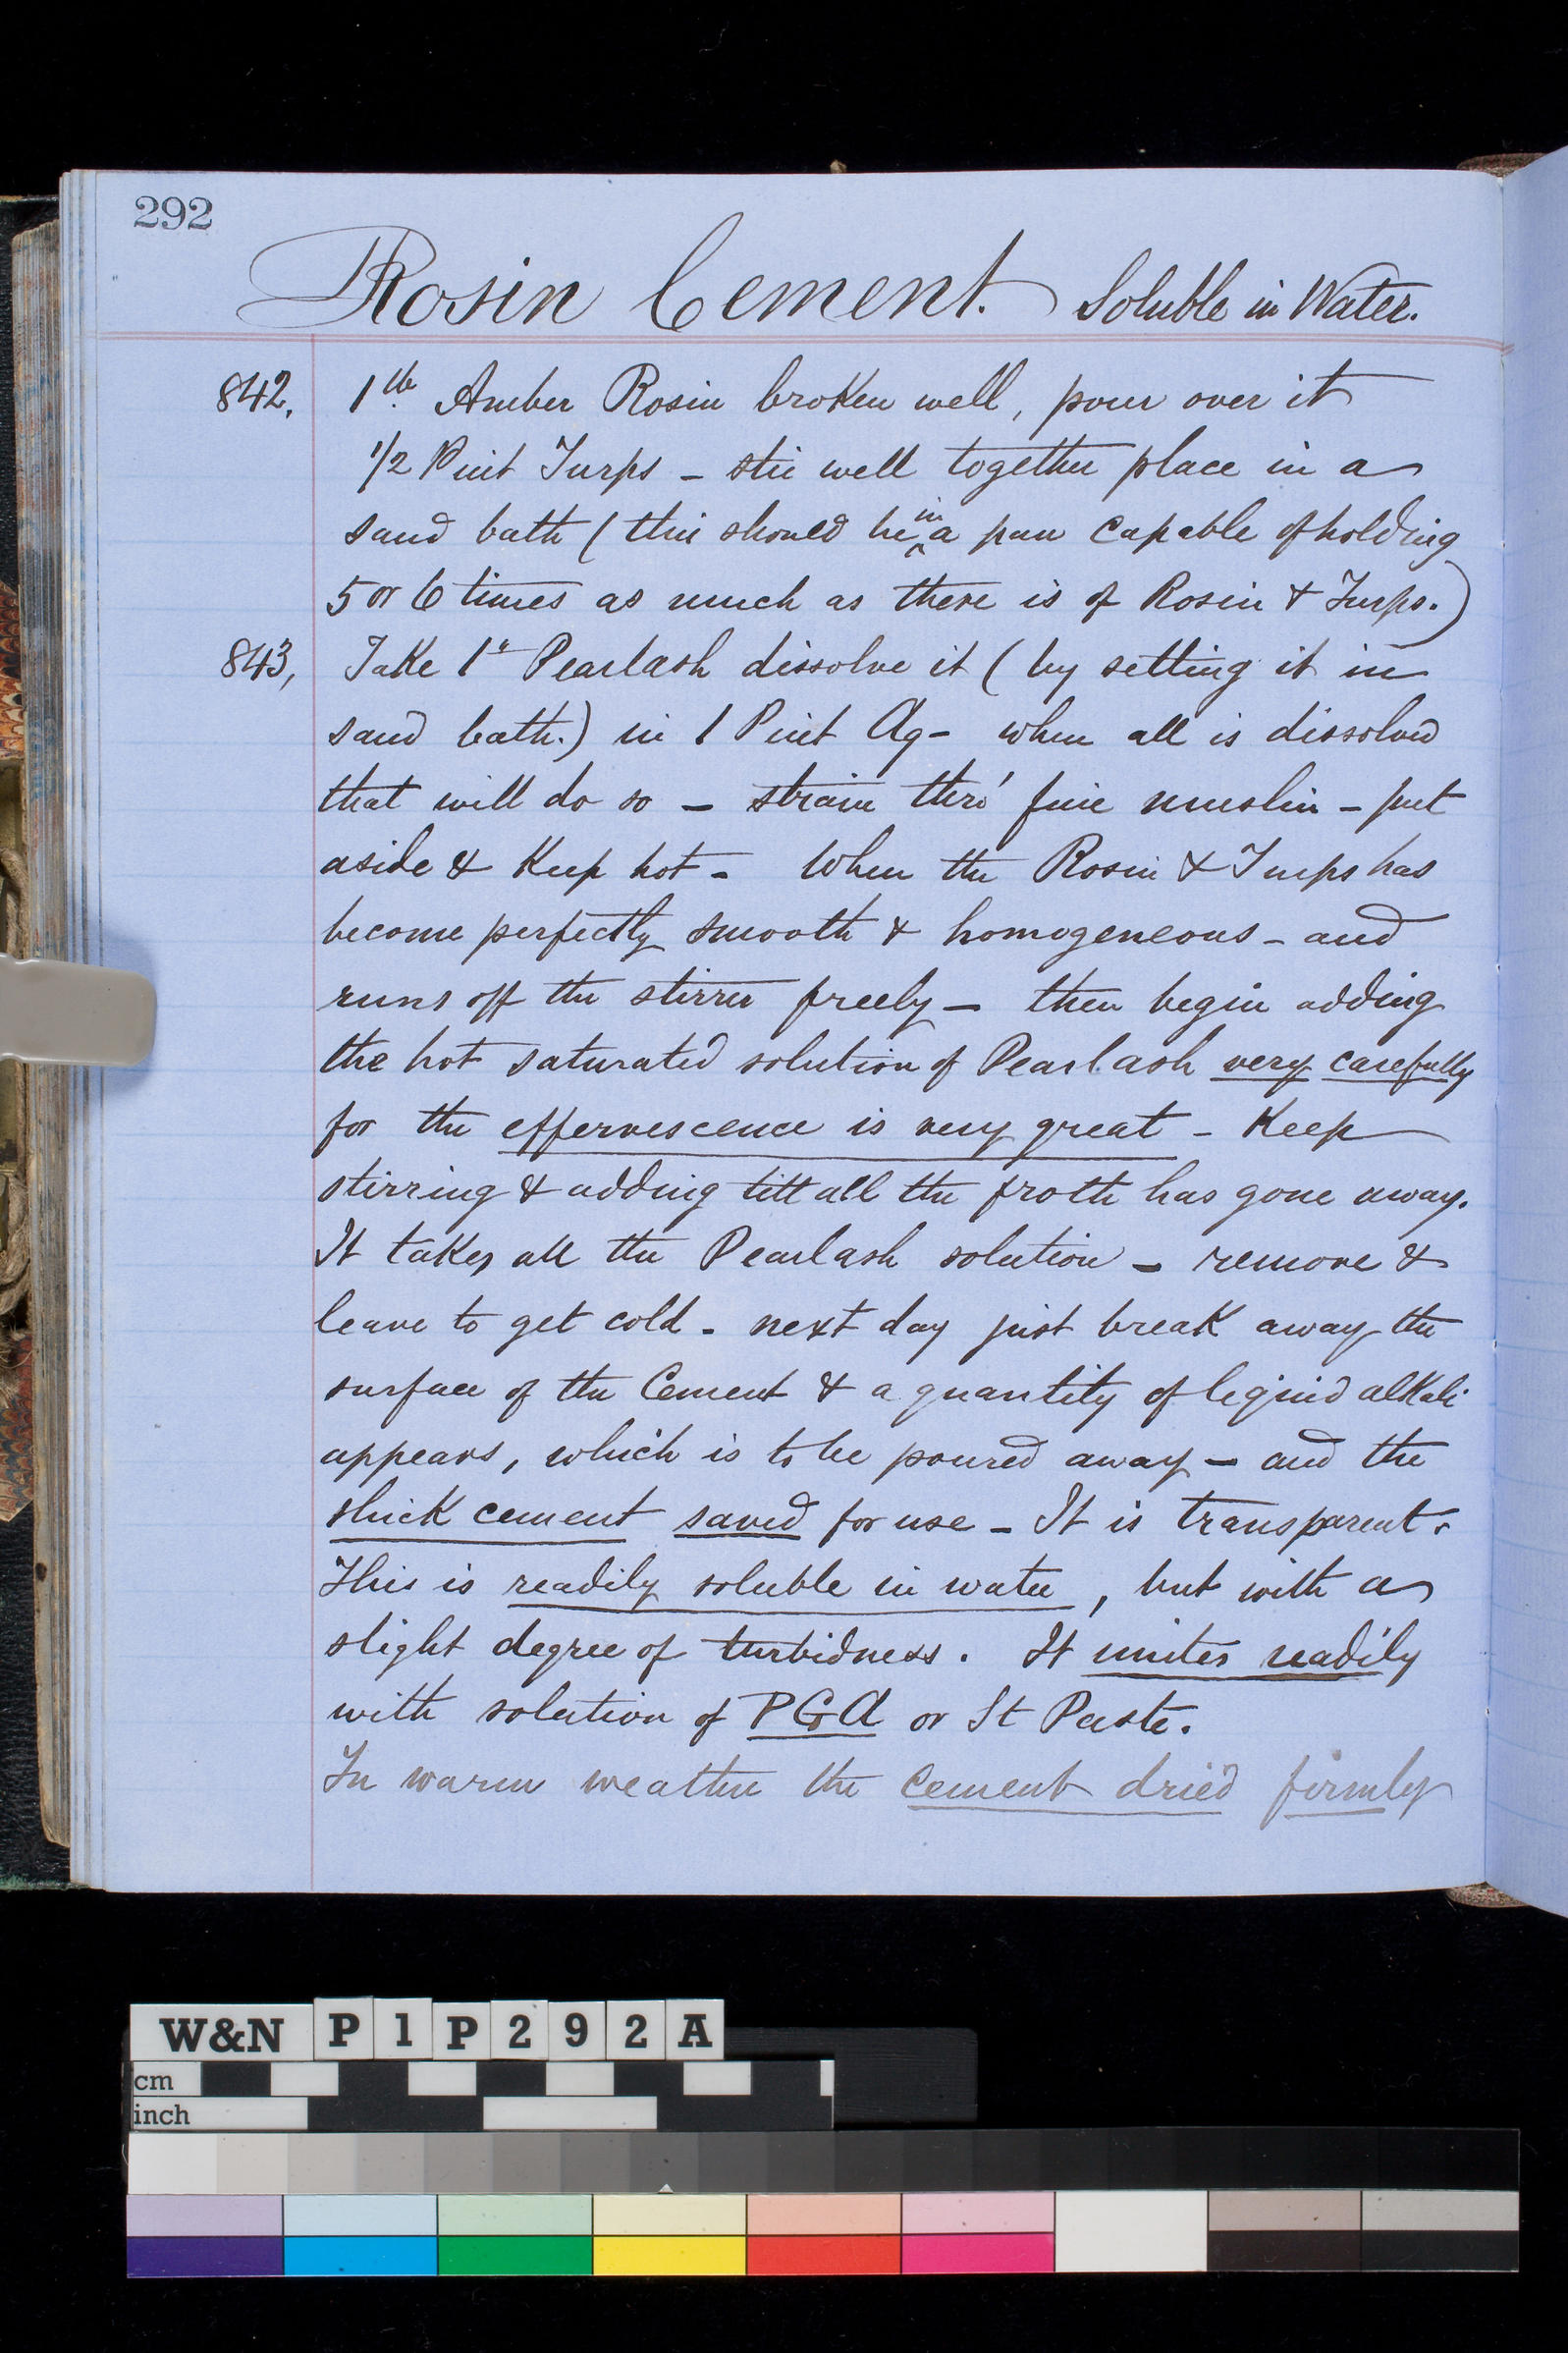 292
Rosin Cement. Soluble in Water.
842, 1 lb Amber Rosin broken well, pour over it
1/2 Pint Turps - stir well together place in a
sand bath (this should be in a pan capable of holding
5 or 6 times as much as there is of Rosin & Turps.)
843, Take 1" Pearlash dissolve it (by setting it in
sand bath.) in 1 Pint Aq - when all is dissolved
that will do so - strain thro' fine muslin - put
aside & Keep hot - When the Rosin & Turps has
become perfectly smooth & homogeneous - and
runs off the stirrer freely - then begin adding
the hot saturated solution of Pearlash very carefully
for the effervescence is very great - Keep
stirring & adding till all the froth has gone away.
It takes all the Pearlash solution - remove &
leave to get cold - next day just break away the
surface of the Cement & a quantity of liquid alkali
appears, which is to be poured away - and the
thick cement saved for use - It is transparent.
This is readily soluble in water, but with a
slight degree of turbidness. It unites readily
with solution of PGA or St Paste.
In warm weather the cement dried firmly
W&N P1P292A
cm
inch